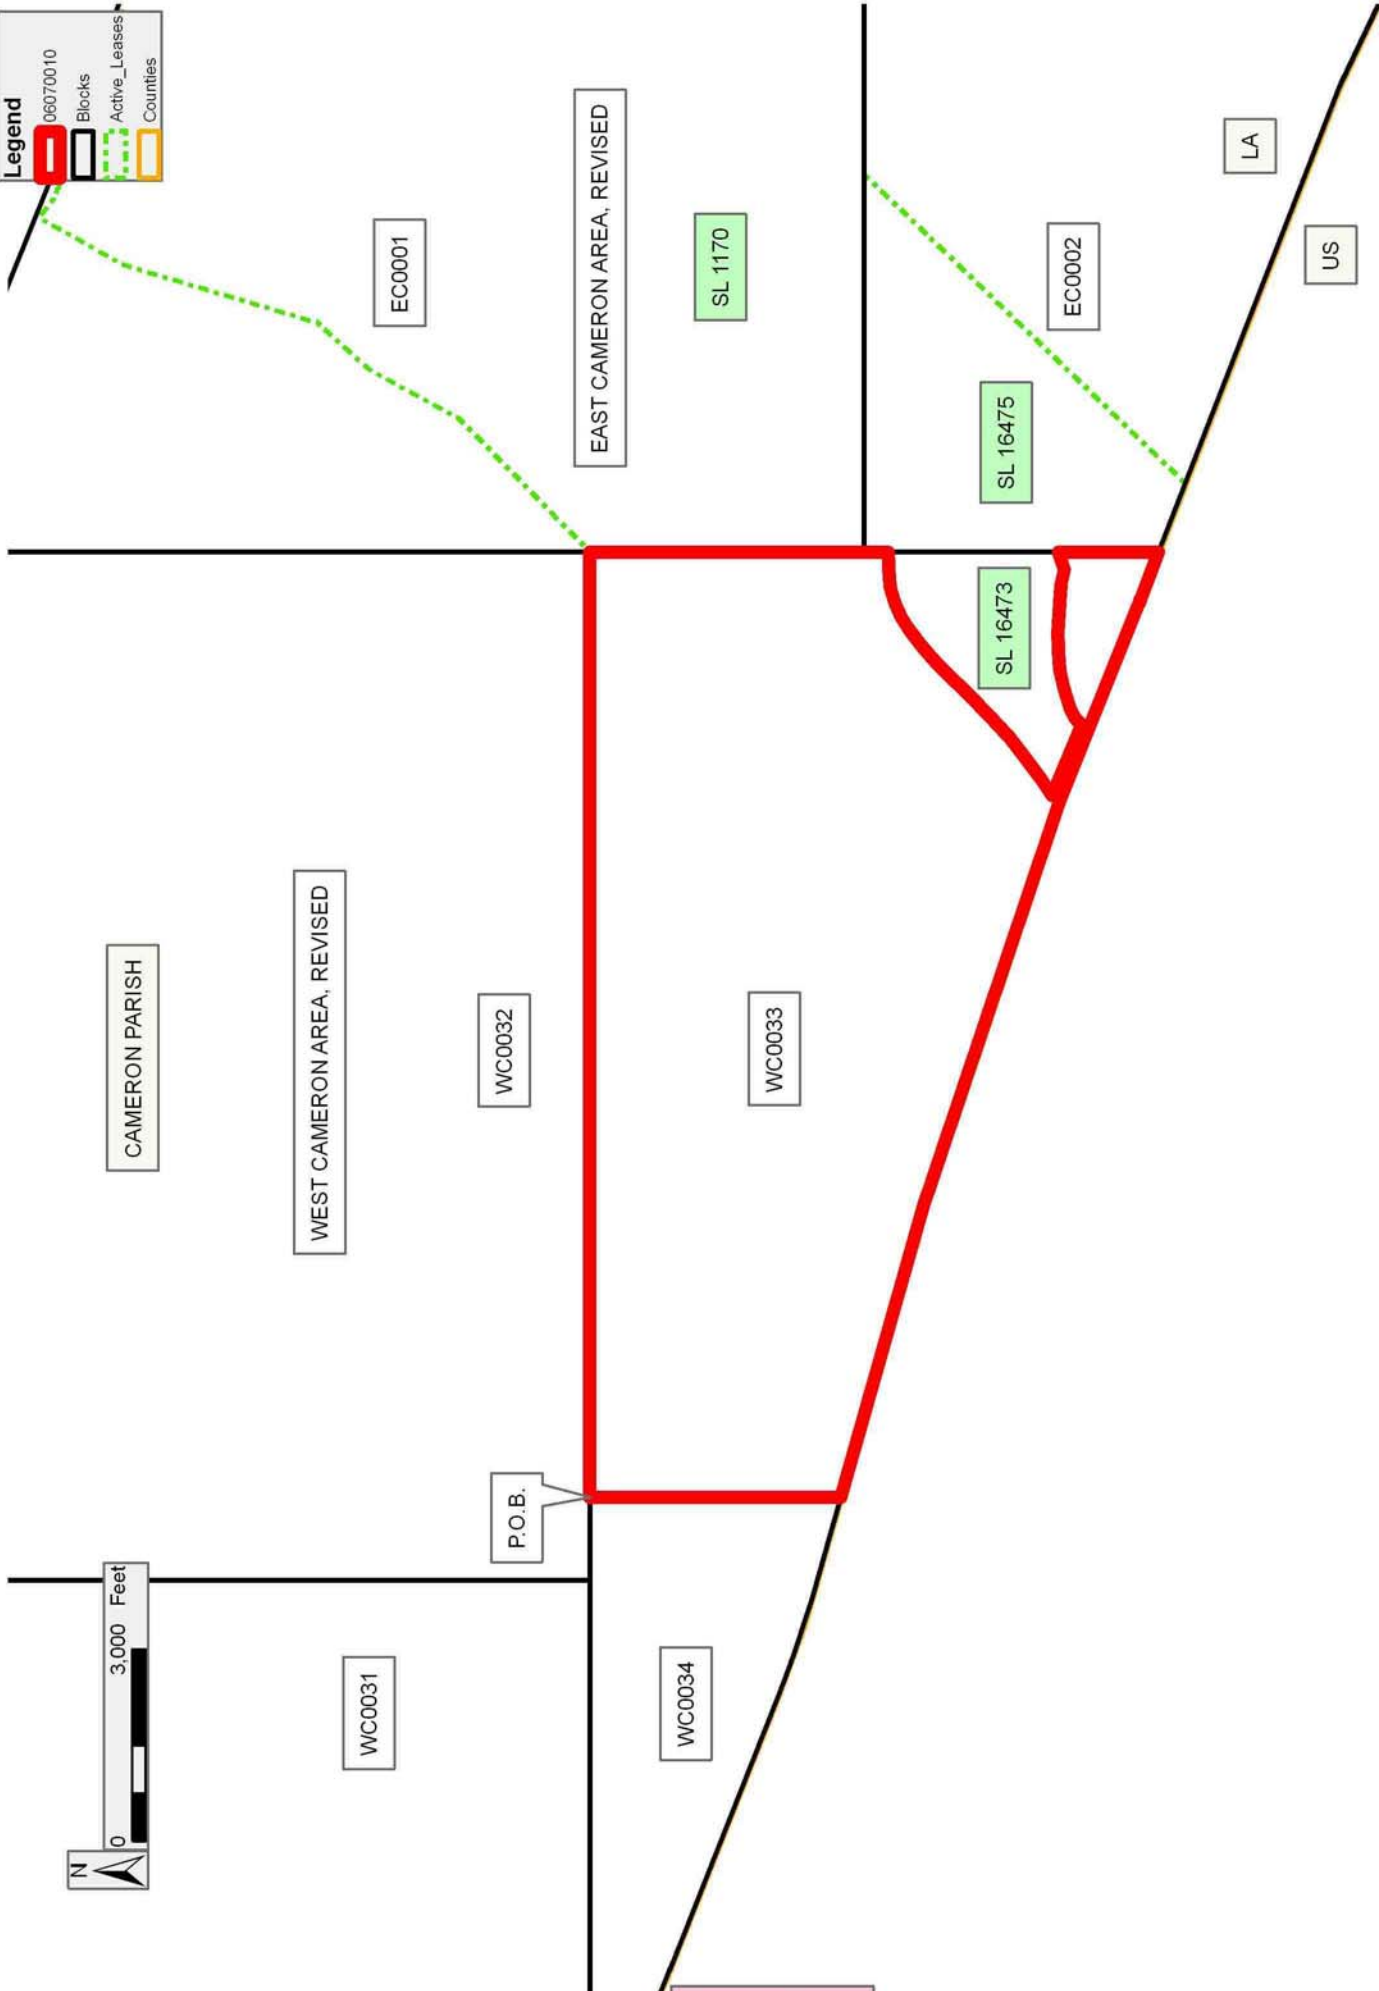 Legend
06070010
Blocks
Active_Leases
Counties
N
0
3,000
Feet
CAMERON PARISH
WEST CAMERON AREA, REVISED
EC0001
WC0031
WC0032
P.O.B.
EAST CAMERON AREA, REVISED
SL 1170
WC0034
WC0033
SL 16475
SL 16473
EC0002
LA
US